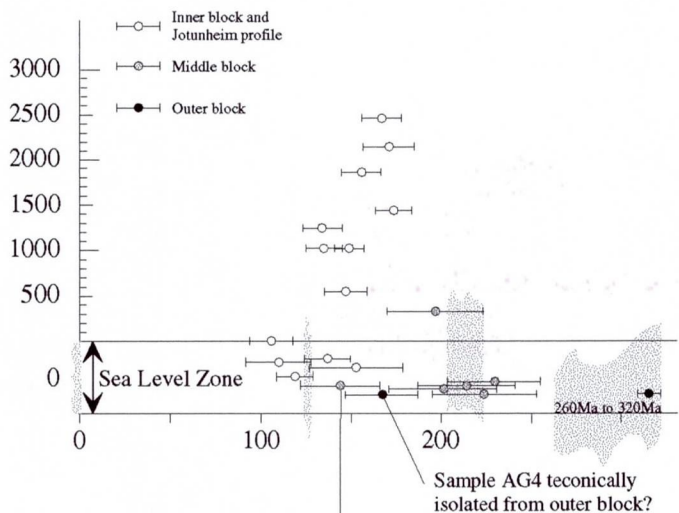 Inner block and
Jotunheim profile
Middle block
Outer block
3000
2500
2000
1500
1000
500
0
Sea Level Zone
260Ma to 320Ma
0
100
200
Sample AG4 teconically
isolated from outer block?